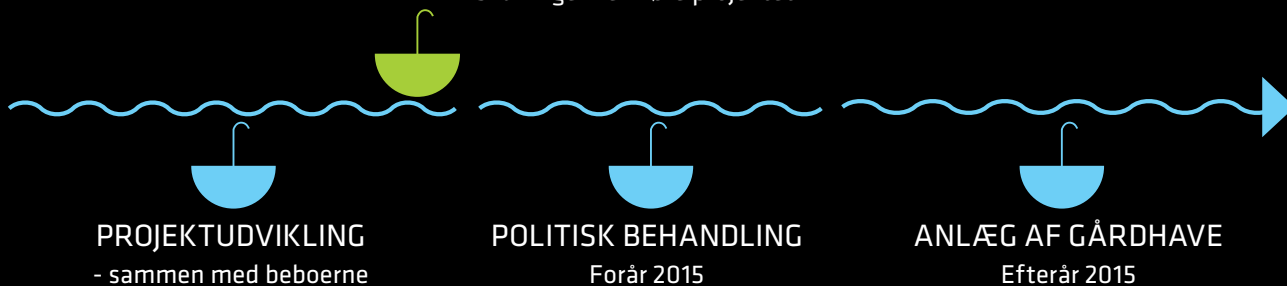 PROJEKTUDVIKLING
- sammen med beboerne
POLITISK BEHANDLING
Forår 2015
ANLÆG AF GÅRDHAVE
Efterår 2015